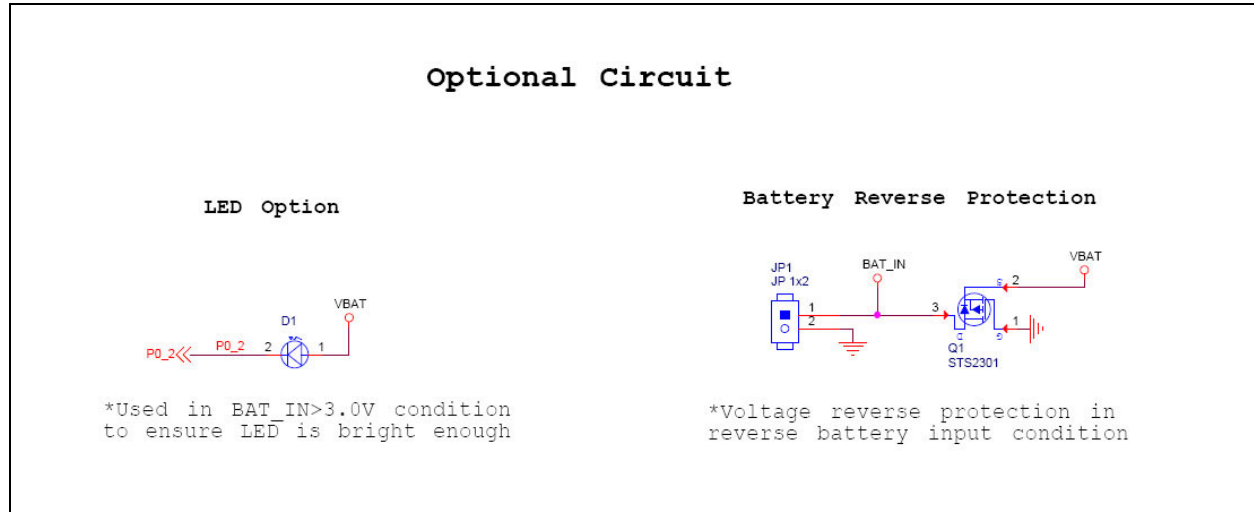 Optional Circuit
LED Option
VBAT
D1
P0_2
P0_2
2
1
*Used in BAT_IN>3.0V condition
to ensure LED is bright enough
Battery Reverse Protection
JP1
JP 1x2
BAT_IN
VBAT
1
2
3
S
2
D
G
1
Q1
STS2301
*Voltage reverse protection in
reverse battery input condition